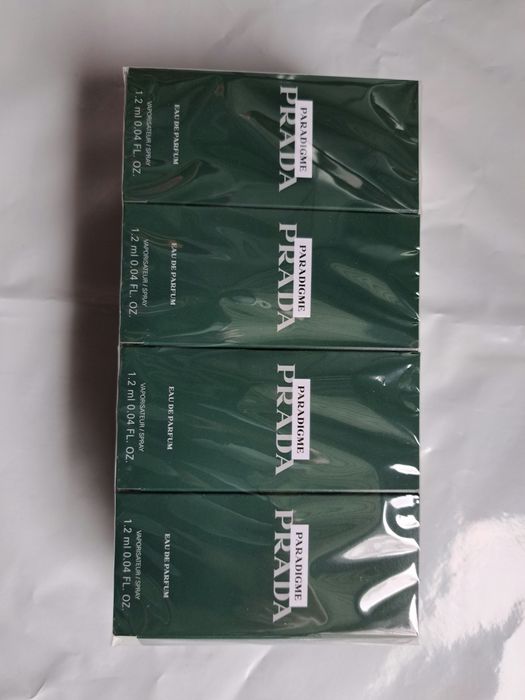 PARADIGME
PRADA
EAU DE PARFUM
VAPORISATEUR / SPRAY
1.2 ml 0.04 FL. OZ.
PARADIGME
PRADA
EAU DE PARFUM
VAPORISATEUR / SPRAY
1.2 ml 0.04 FL. OZ.
PARADIGME
PRADA
EAU DE PARFUM
VAPORISATEUR / SPRAY
1.2 ml 0.04 FL. OZ.
PARADIGME
PRADA
EAU DE PARFUM
VAPORISATEUR / SPRAY
1.2 ml 0.04 FL. OZ.